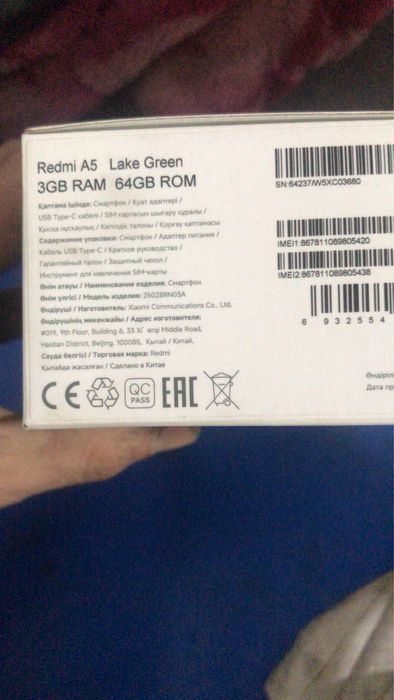 Redmi A5 Lake Green
3GB RAM 64GB ROM
Қаптама ішінде: Смартфон / Қуат адаптері /
USB Type-C кабелі / SIM картасын шығару құралы /
Қысқа нұсқаулық / Кепілдік талоны / Қорғау қаптамасы
Содержимое упаковки: Смартфон / Адаптер питания /
Кабель USB Type-C / Краткое руководство /
Гарантийный талон / Защитный чехол /
Инструмент для извлечения SIM-карты
Өнім атауы / Наименование изделия: Смартфон
Өнім үлгісі / Модель изделия: 25028RN03A
Өндіруші / Изготовитель: Xiaomi Communications Co., Ltd.
Өндірушінің мекенжайы / Адрес изготовителя:
#019, 9th Floor, Building 6, 33 Xi'erqi Middle Road,
Haidian District, Beijing, 100085, Қытай / Китай.
Сауда белгісі / Торговая марка: Redmi
Қытайда жасалған / Сделано в Китае
CE QC PASS EAC
SN:64237/W5XC03680
IMEI1:867811089805420
IMEI2:867811089805438
6 932554
Өндіріл
Дата пр